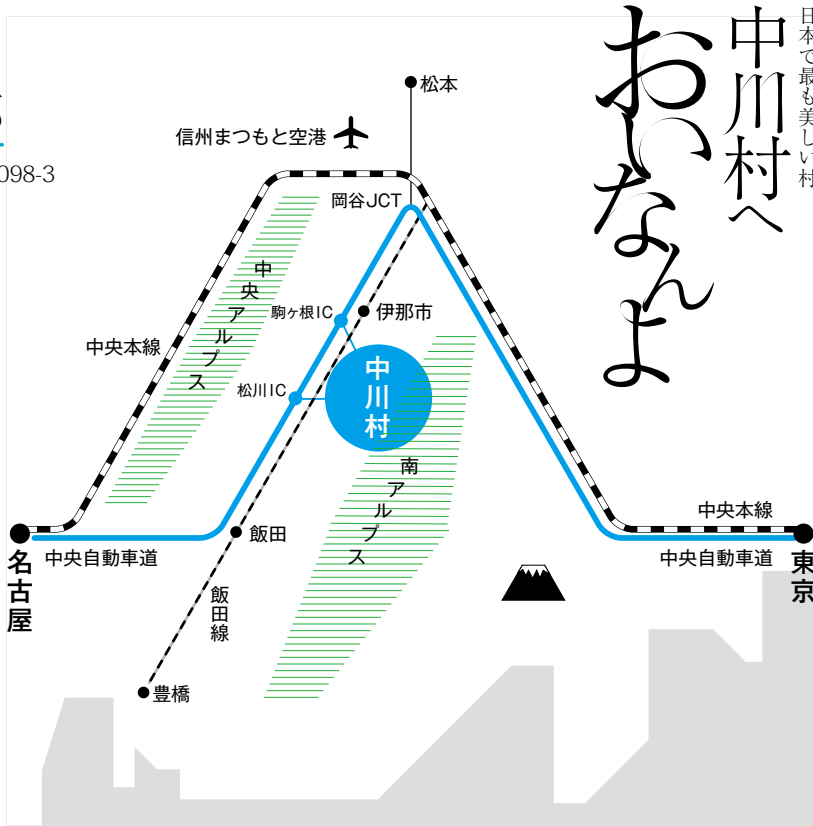 日本で最も美しい村
中川村へ
おいなんよ
098-3
松本
信州まつもと空港
岡谷JCT
中央アルプス
駒ヶ根IC
伊那市
中央本線
松川IC
中川村
南アルプス
中央本線
名古屋
中央自動車道
飯田
中央自動車道
東京
飯田線
豊橋